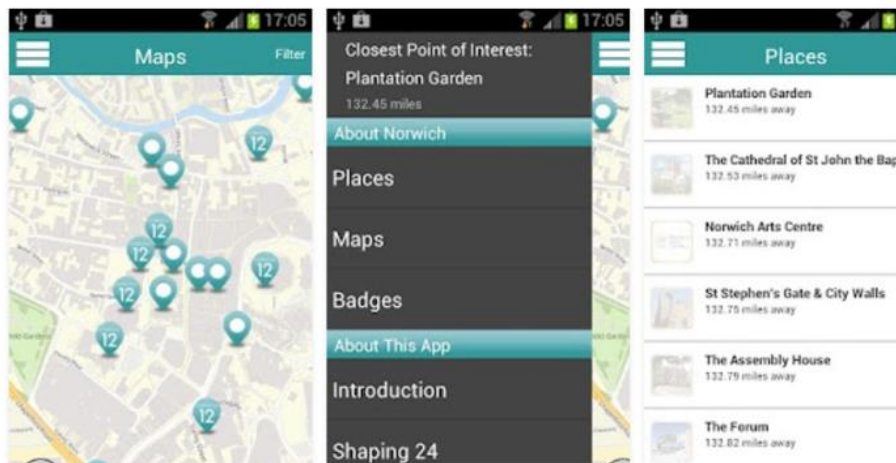 17:05
Maps
Filter
12
12
12
12
12
12
12
17:05
Closest Point of Interest:
Plantation Garden
132.45 miles
About Norwich
Places
Maps
Badges
About This App
Introduction
Shaping 24
Places
Plantation Garden
132.45 miles away
The Cathedral of St John the Bap
132.53 miles away
Norwich Arts Centre
132.71 miles away
St Stephen's Gate & City Walls
132.75 miles away
The Assembly House
132.79 miles away
The Forum
132.82 miles away